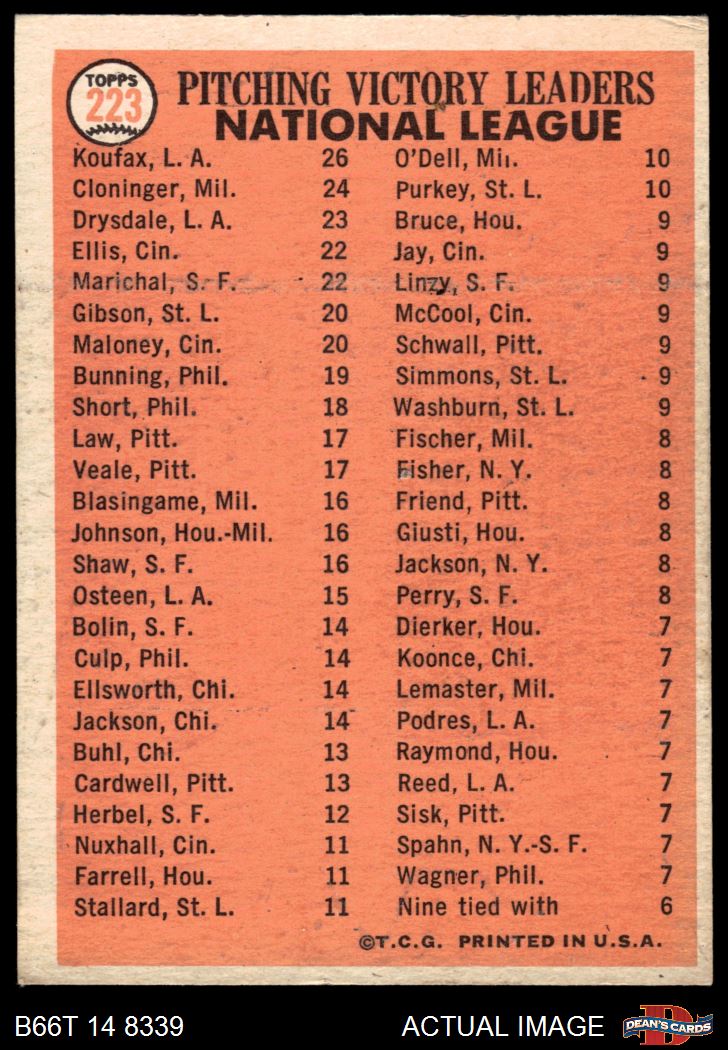 TOPPS
223
PITCHING VICTORY LEADERS
NATIONAL LEAGUE
Koufax, L. A. 26
Cloninger, Mil. 24
Drysdale, L. A. 23
Ellis, Cin. 22
Marichal, S. F. 22
Gibson, St. L. 20
Maloney, Cin. 20
Bunning, Phil. 19
Short, Phil. 18
Law, Pitt. 17
Veale, Pitt. 17
Blasingame, Mil. 16
Johnson, Hou.-Mil. 16
Shaw, S. F. 16
Osteen, L. A. 15
Bolin, S. F. 14
Culp, Phil. 14
Ellsworth, Chi. 14
Jackson, Chi. 14
Buhl, Chi. 13
Cardwell, Pitt. 13
Herbel, S. F. 12
Nuxhall, Cin. 11
Farrell, Hou. 11
Stallard, St. L. 11
O'Dell, Mil. 10
Purkey, St. L. 10
Bruce, Hou. 9
Jay, Cin. 9
Linzy, S. F. 9
McCool, Cin. 9
Schwall, Pitt. 9
Simmons, St. L. 9
Washburn, St. L. 9
Fischer, Mil. 8
Fisher, N. Y. 8
Friend, Pitt. 8
Giusti, Hou. 8
Jackson, N. Y. 8
Perry, S. F. 8
Dierker, Hou. 7
Koonce, Chi. 7
Lemaster, Mil. 7
Podres, L. A. 7
Raymond, Hou. 7
Reed, L. A. 7
Sisk, Pitt. 7
Spahn, N. Y.-S. F. 7
Wagner, Phil. 7
Nine tied with 6
©T.C.G. PRINTED IN U.S.A.
B66T 14 8339
ACTUAL IMAGE
DEAN'S CARDS